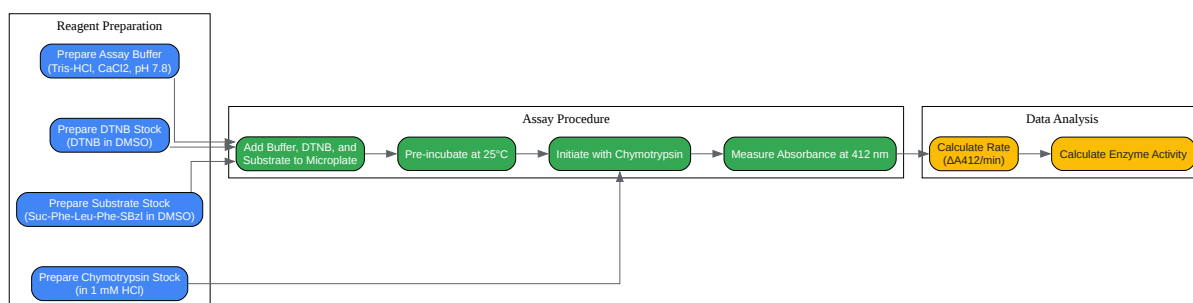 Reagent Preparation
Prepare Assay Buffer
(Tris-HCl, CaCl2, pH 7.8)
Prepare DTNB Stock
(DTNB in DMSO)
Prepare Substrate Stock
(Suc-Phe-Leu-Phe-SBzl in DMSO)
Prepare Chymotrypsin Stock
(in 1 mM HCl)
Assay Procedure
Add Buffer, DTNB, and
Substrate to Microplate
Pre-incubate at 25°C
Initiate with Chymotrypsin
Measure Absorbance at 412 nm
Data Analysis
Calculate Rate
(ΔA412/min)
Calculate Enzyme Activity